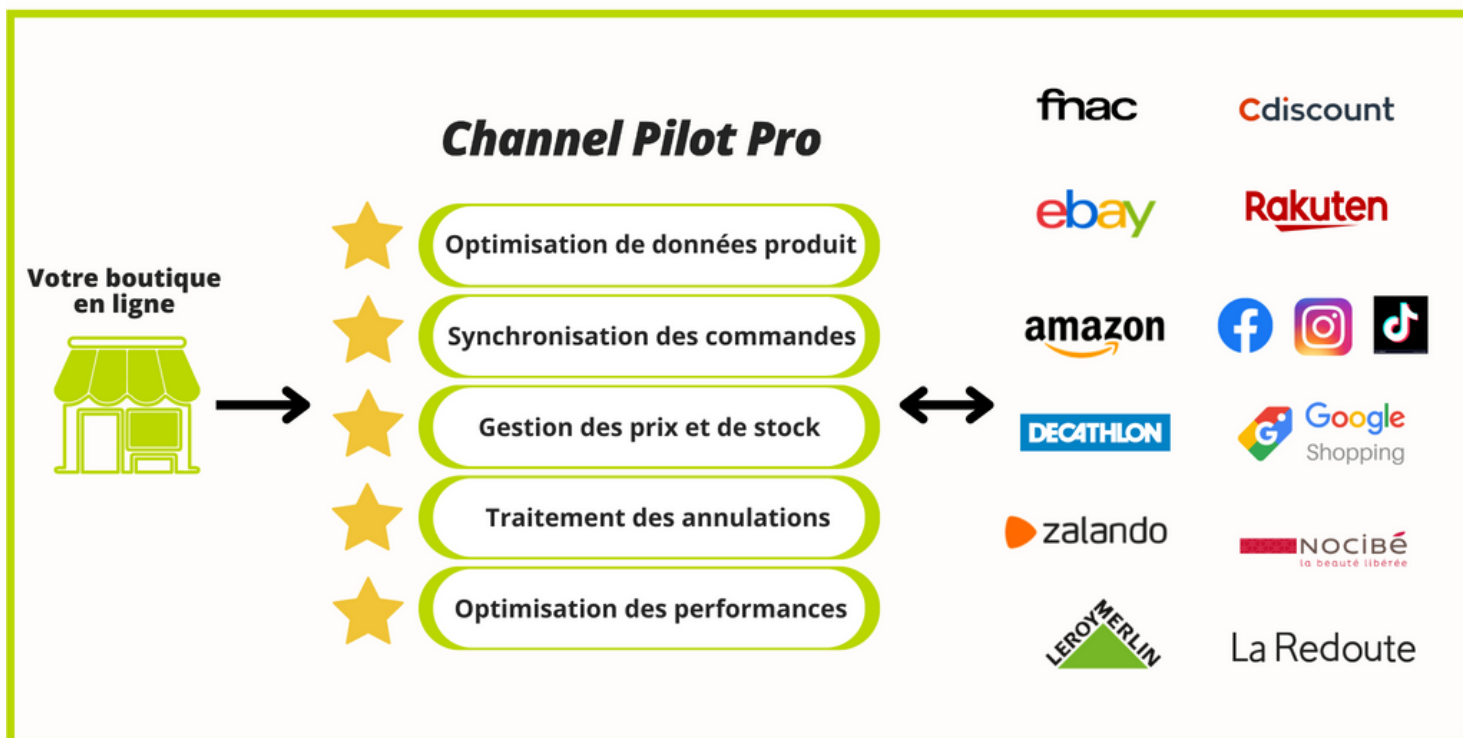 Channel Pilot Pro
Votre boutique
en ligne
Optimisation de données produit
Synchronisation des commandes
Gestion des prix et de stock
Traitement des annulations
Optimisation des performances
fnac
Cdiscount
ebay
Rakuten
amazon
DECATHLON
G
Google
Shopping
zalando
NOCIBÉ
la beauté libérée
LEROY MERLIN
La Redoute